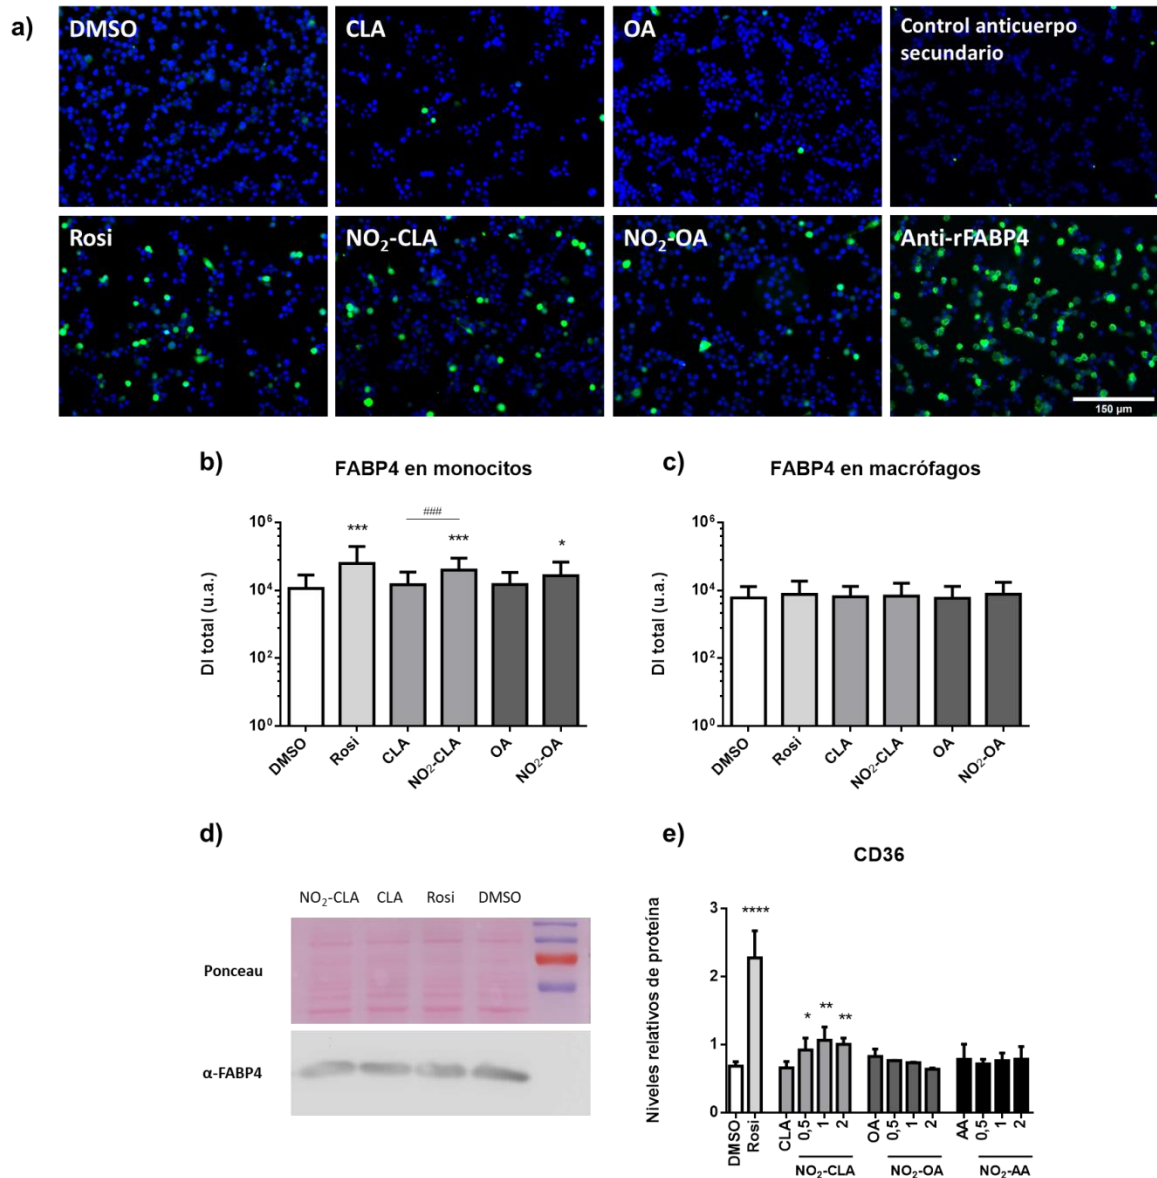 a)
DMSO
CLA
OA
Control anticuerpo
secundario
Rosi
NO₂-CLA
NO₂-OA
Anti-rFABP4
150 µm
b)
FABP4 en monocitos
DI total (u.a.)
10⁶
10⁴
10²
10⁰
***
###
***
*
DMSO
Rosi
CLA
NO₂-CLA
OA
NO₂-OA
c)
FABP4 en macrófagos
DI total (u.a.)
10⁶
10⁴
10²
10⁰
DMSO
Rosi
CLA
NO₂-CLA
OA
NO₂-OA
d)
NO₂-CLA CLA Rosi DMSO
Ponceau
α-FABP4
e)
CD36
Niveles relativos de proteína
3
2
1
0
****
*
**
**
DMSO
Rosi
CLA
0,5
1
2
OA
0,5
1
2
AA
0,5
1
2
NO₂-CLA
NO₂-OA
NO₂-AA